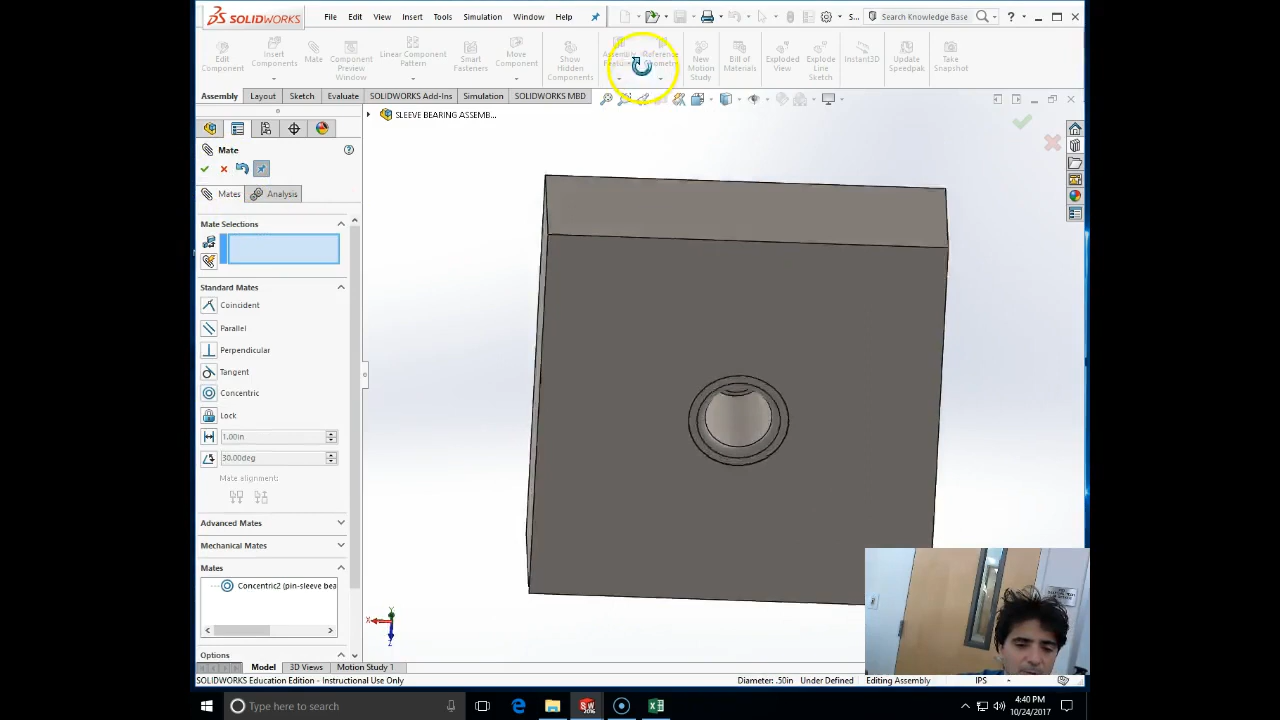 SOLIDWORKS File Edit View Insert Tools Simulation Window Help S... Search Knowledge Base ?
Edit Component
Insert Components
Mate
Component Preview Window
Linear Component Pattern
Smart Fasteners
Move Component
Show Hidden Components
Assembly Features
Reference Geometry
New Motion Study
Bill of Materials
Exploded View
Explode Line Sketch
Instant3D
Update Speedpak
Take Snapshot
Assembly Layout Sketch Evaluate SOLIDWORKS Add-Ins Simulation SOLIDWORKS MBD
SLEEVE BEARING ASSEMB...
Mate
Mates Analysis
Mate Selections
Standard Mates
Coincident
Parallel
Perpendicular
Tangent
Concentric
Lock
1.00in
30.00deg
Mate alignment:
Advanced Mates
Mechanical Mates
Mates
Concentric2 (pin-sleeve bea
Options
Model 3D Views Motion Study 1
SOLIDWORKS Education Edition - Instructional Use Only Diameter: .50in Under Defined Editing Assembly IPS
Type here to search
4:40 PM
10/24/2017